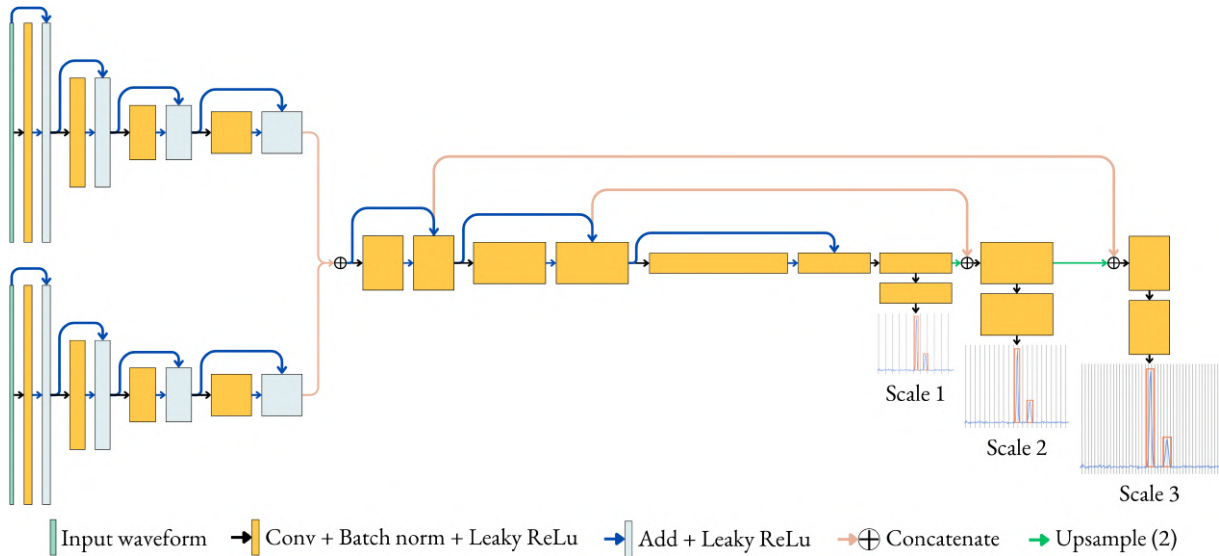 Scale 1
Scale 2
Scale 3
Input waveform
Conv + Batch norm + Leaky ReLu
Add + Leaky ReLu
Concatenate
Upsample (2)